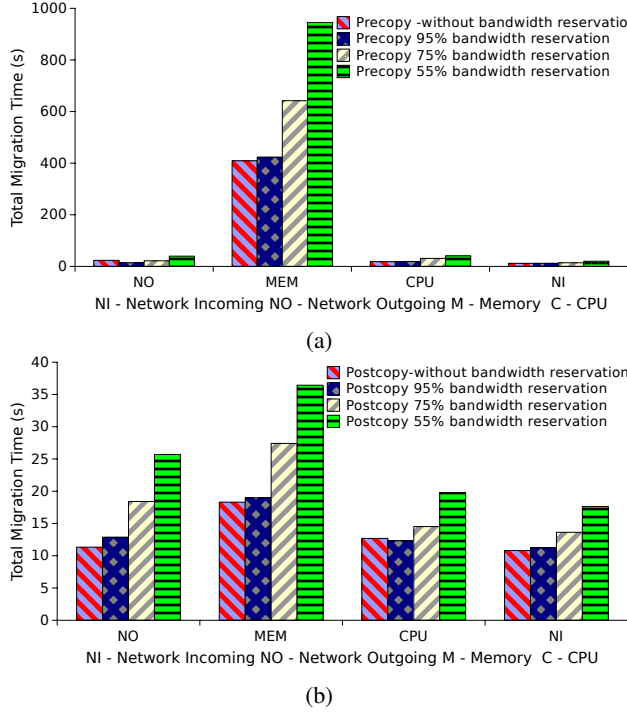 1000
800
600
400
200
0
Total Migration Time (s)
Precopy -without bandwidth reservation
Precopy 95% bandwidth reservation
Precopy 75% bandwidth reservation
Precopy 55% bandwidth reservation
NO MEM CPU NI
NI - Network Incoming NO - Network Outgoing M - Memory C - CPU
(a)
40
35
30
25
20
15
10
5
0
Total Migration Time (s)
Postcopy-without bandwidth reservation
Postcopy 95% bandwidth reservation
Postcopy 75% bandwidth reservation
Postcopy 55% bandwidth reservation
NO MEM CPU NI
NI - Network Incoming NO - Network Outgoing M - Memory C - CPU
(b)